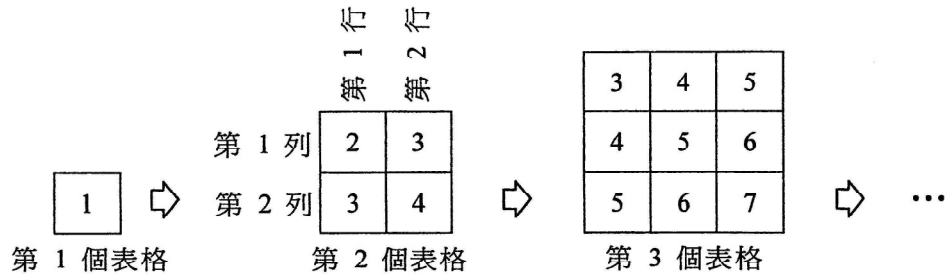 第 1 行 第 2 行
3 4 5
第 1 列 2 3
4 5 6
1 第 2 列 3 4
5 6 7 …
第 1 個表格 第 2 個表格 第 3 個表格